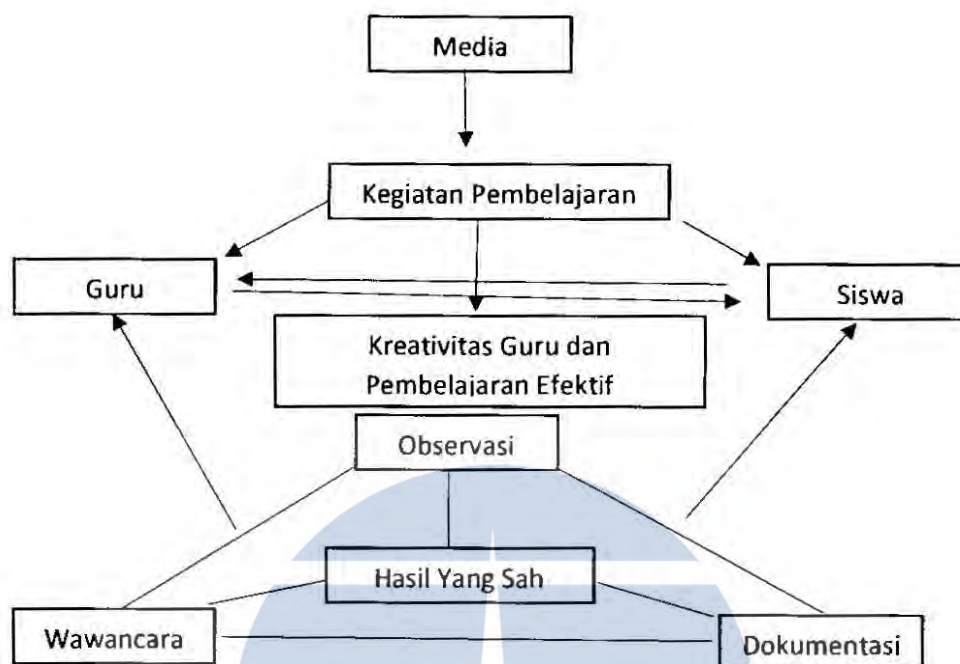 Media
Kegiatan Pembelajaran
Guru
Siswa
Kreativitas Guru dan
Pembelajaran Efektif
Observasi
Hasil Yang Sah
Wawancara
Dokumentasi